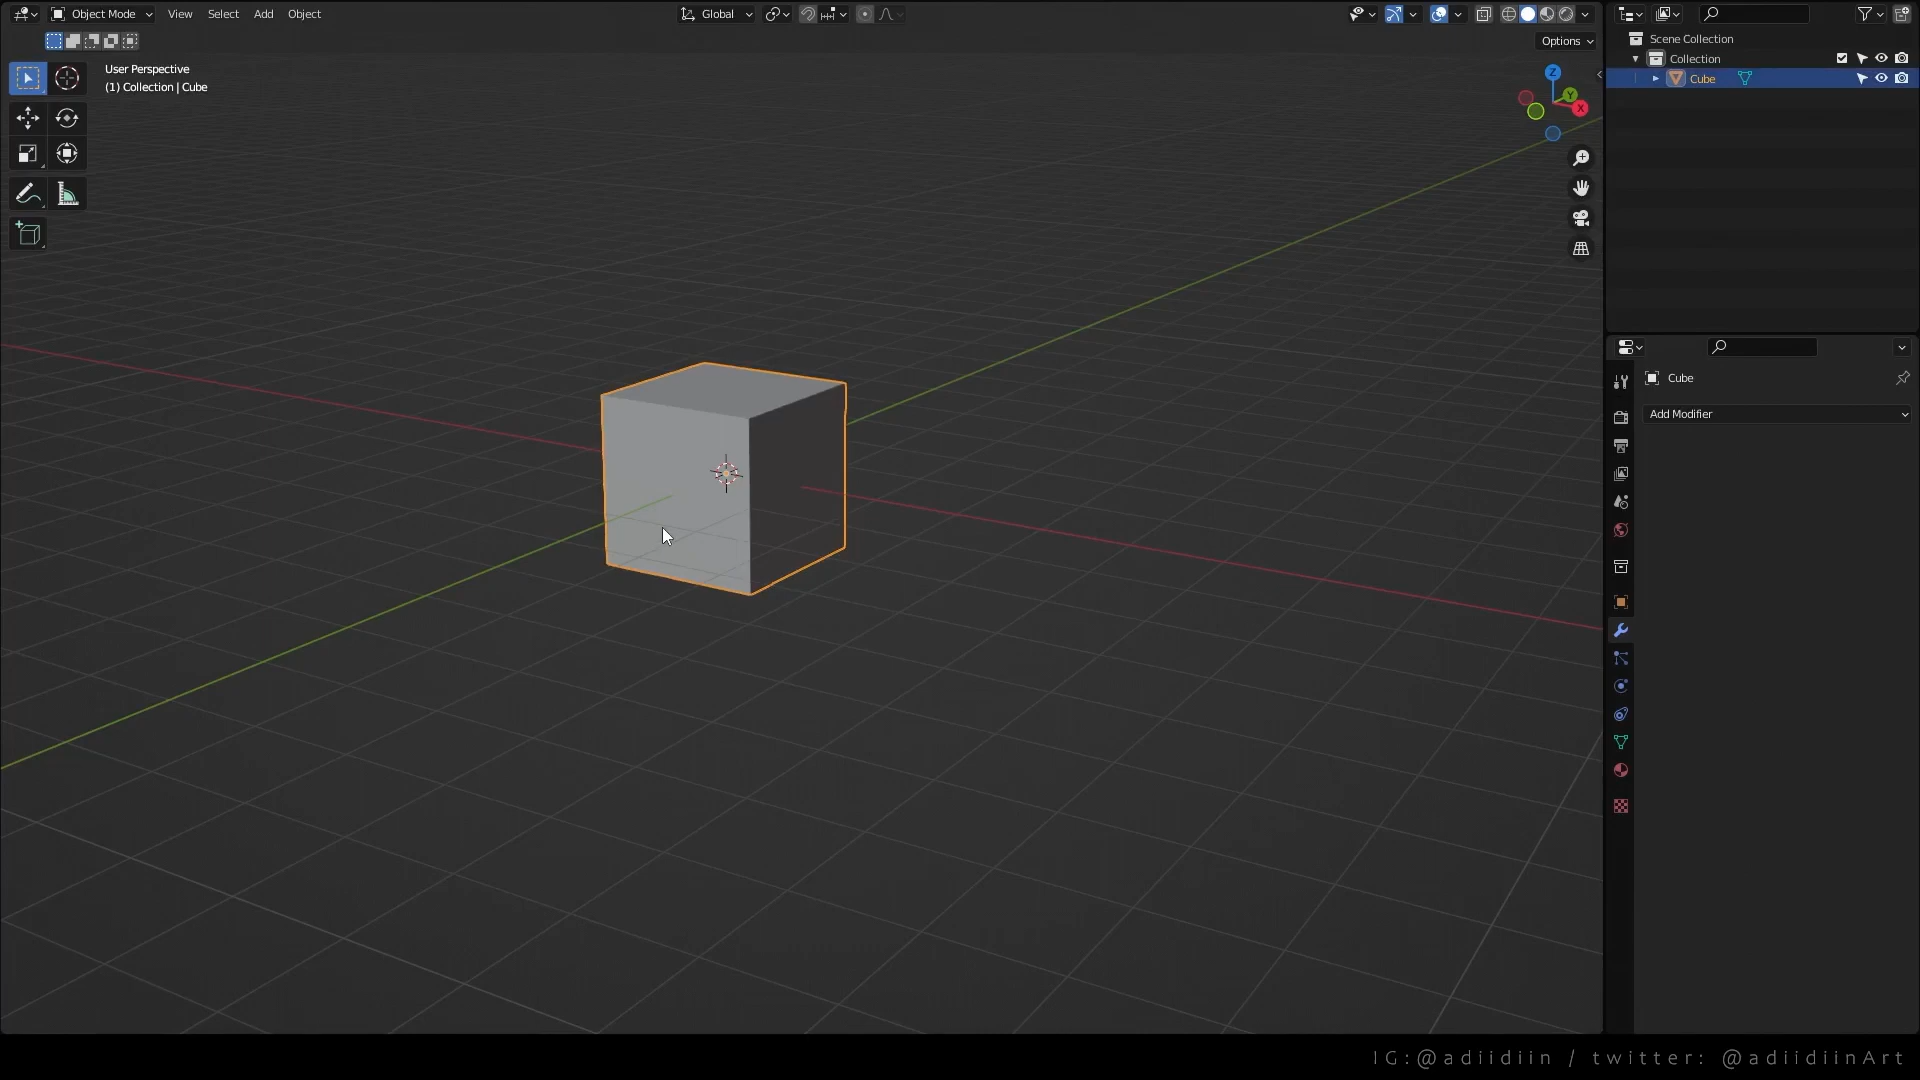 Object Mode View Select Add Object Global
Options
User Perspective
(1) Collection | Cube
Z
Y
X
Scene Collection
Collection
Cube
Cube
Add Modifier
IG:@adiidiin / twitter: @adiidiinArt